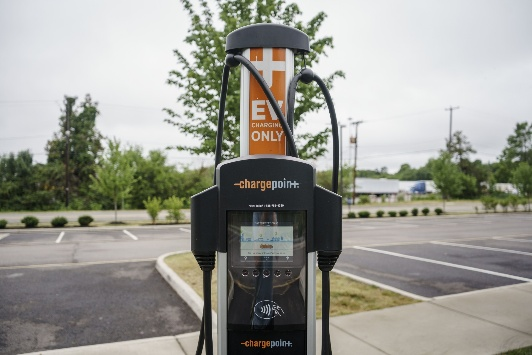 EV
CHARGING
ONLY
-chargepoin+
-chargepoin+